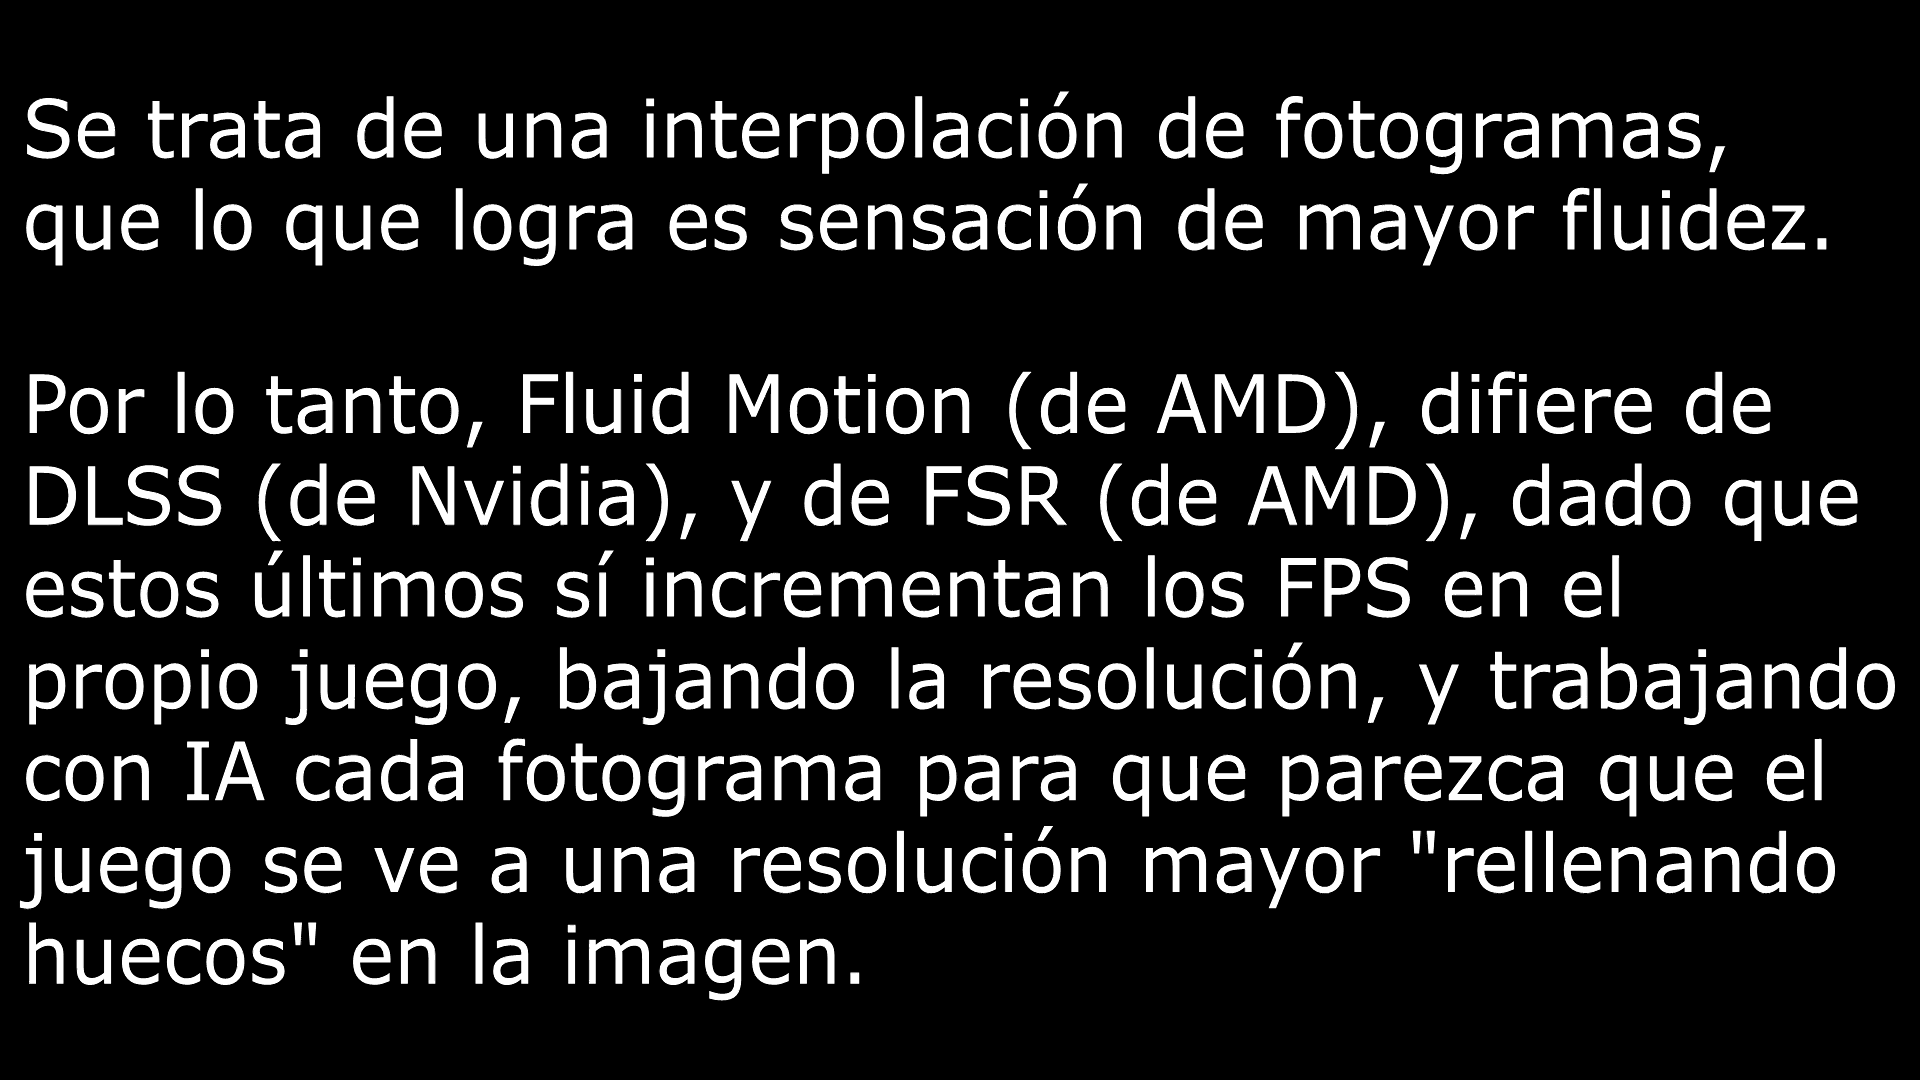 Se trata de una interpolación de fotogramas,
que lo que logra es sensación de mayor fluidez.
Por lo tanto, Fluid Motion (de AMD), difiere de
DLSS (de Nvidia), y de FSR (de AMD), dado que
estos últimos sí incrementan los FPS en el
propio juego, bajando la resolución, y trabajando
con IA cada fotograma para que parezca que el
juego se ve a una resolución mayor "rellenando
huecos" en la imagen.